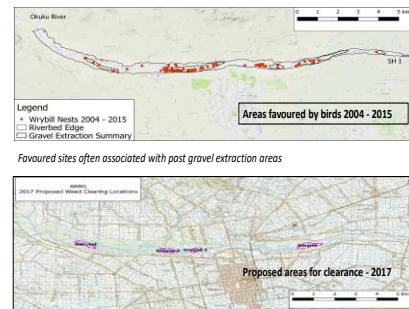 0 1 2 3 4 5 km
Okuku River
SH 1
Legend
Wrybill Nests 2004 - 2015
Riverbed Edge
Gravel Extraction Summary
Areas favoured by birds 2004 - 2015
Favoured sites often associated with past gravel extraction areas
2017 Proposed Weed Clearing Locations
Proposed areas for clearance - 2017